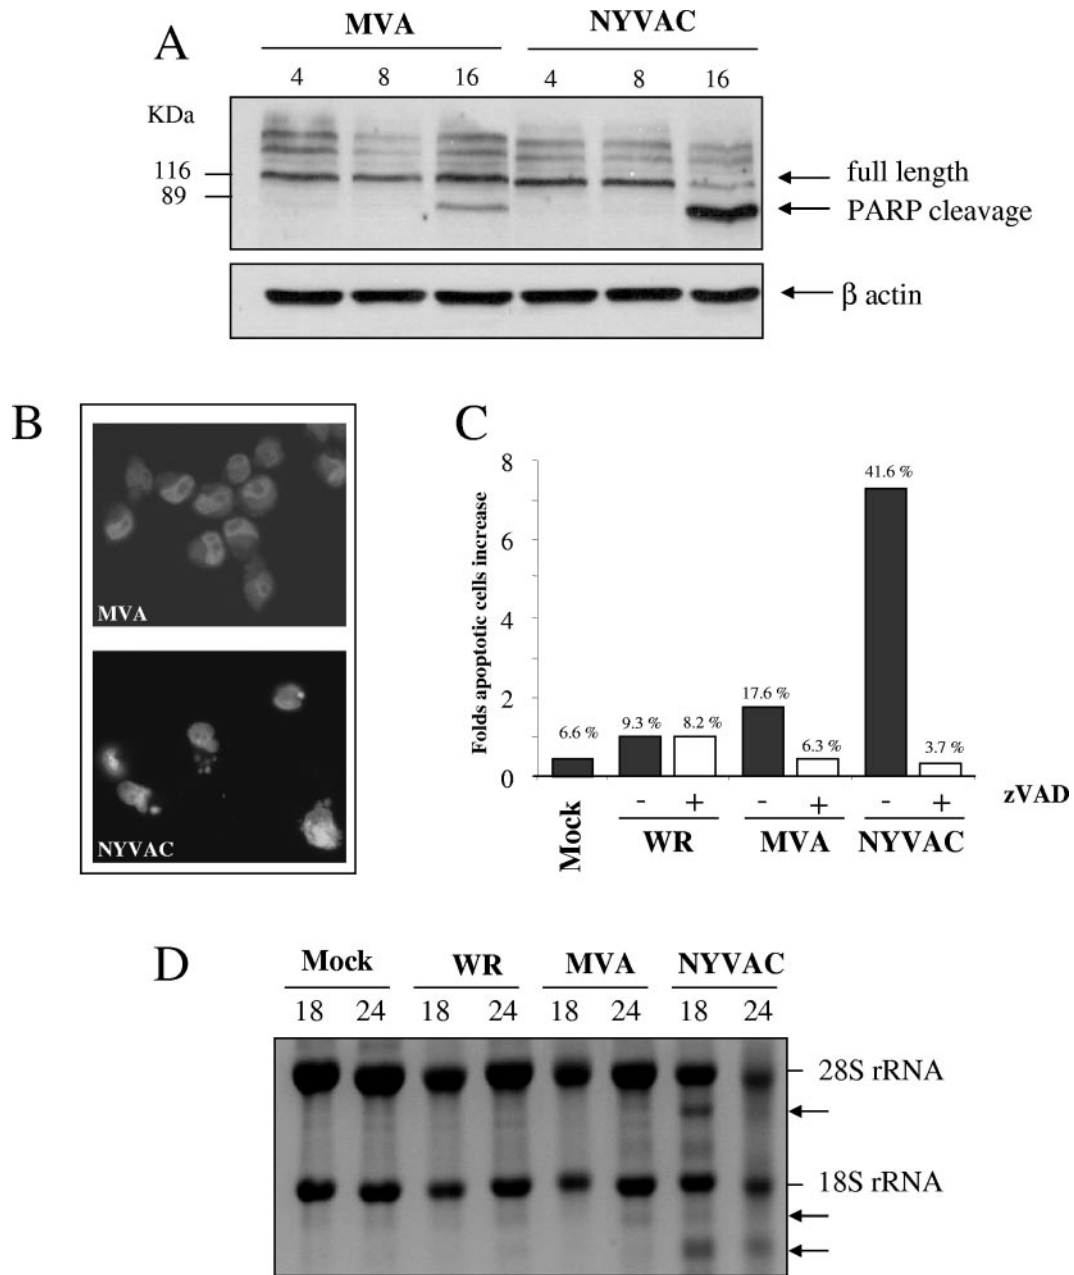 A
MVA NYVAC
4 8 16 4 8 16
KDa
116
89
full length
PARP cleavage
β actin
B
MVA
NYVAC
C
Folds apoptotic cells increase
8
6
4
2
0
6.6 %
9.3 %
8.2 %
17.6 %
6.3 %
41.6 %
3.7 %
- + - + - + zVAD
Mock WR MVA NYVAC
D
Mock WR MVA NYVAC
18 24 18 24 18 24 18 24
28S rRNA
18S rRNA